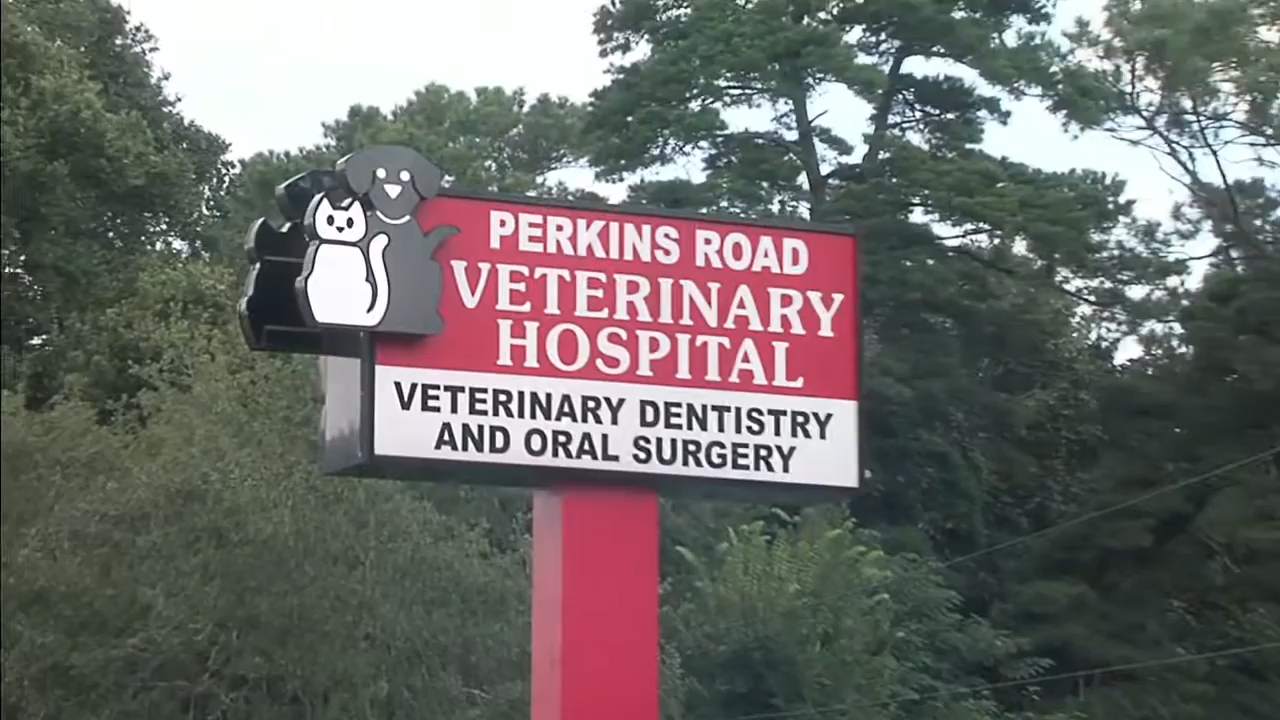 PERKINS ROAD
VETERINARY
HOSPITAL
VETERINARY DENTISTRY
AND ORAL SURGERY